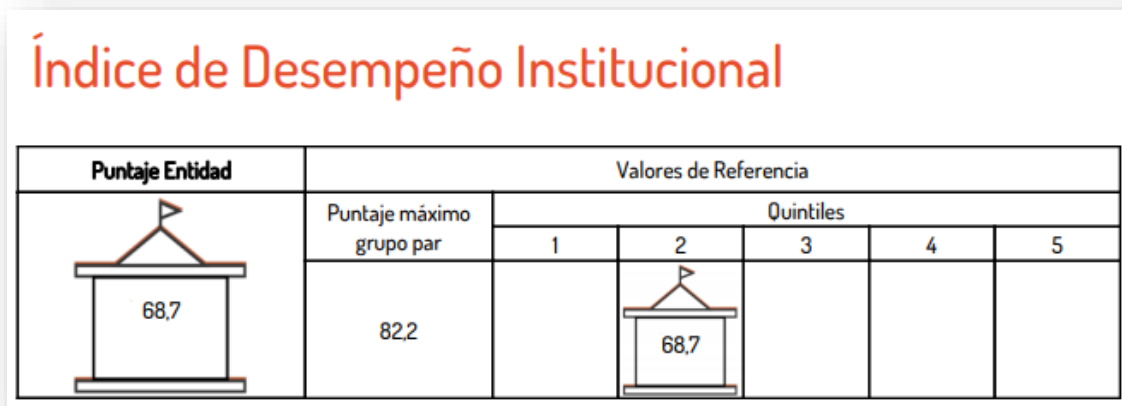 Índice de Desempeño Institucional
Puntaje Entidad
Valores de Referencia
Puntaje máximo
grupo par
Quintiles
1 2 3 4 5
68,7
82,2
68,7